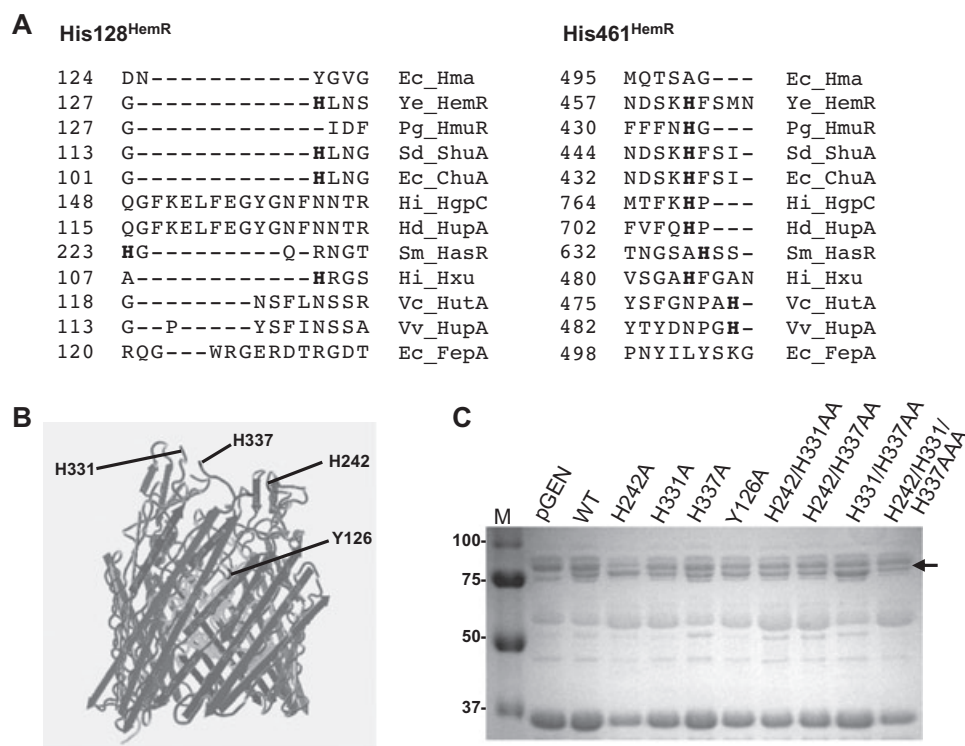 A
His128HemR
124 DN-----------YGVG Ec_Hma
127 G------------HLNS Ye_HemR
127 G-------------IDF Pg_HmuR
113 G------------HLNG Sd_ShuA
101 G------------HLNG Ec_ChuA
148 QGFKELFEGYGNFNNTR Hi_HgpC
115 QGFKELFEGYGNFNNTR Hd_HupA
223 HG---------Q-RNGT Sm_HasR
107 A------------HRGS Hi_Hxu
118 G--------NSFLNSSR Vc_HutA
113 G--P-----YSFINSSA Vv_HupA
120 RQG---WRGERDTRGDT Ec_FepA
His461HemR
495 MQTSAG--- Ec_Hma
457 NDSKHFSMN Ye_HemR
430 FFFNHG--- Pg_HmuR
444 NDSKHFSI- Sd_ShuA
432 NDSKHFSI- Ec_ChuA
764 MTFKHP--- Hi_HgpC
702 FVFQHP--- Hd_HupA
632 TNGSAHSS- Sm_HasR
480 VSGAHFGAN Hi_Hxu
475 YSFGNPAH- Vc_HutA
482 YTYDNPGH- Vv_HupA
498 PNYILYSKG Ec_FepA
B
H331
H337
H242
Y126
C
M
pGEN
WT
H242A
H331A
H337A
Y126A
H242/H331AA
H242/H337AA
H331/H337AA
H242/H331/
H337AAA
100-
75-
50-
37-